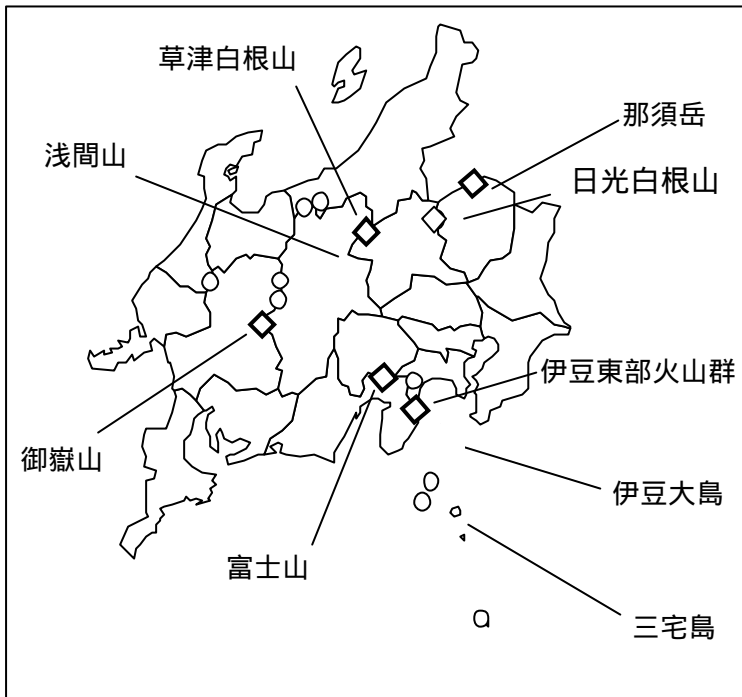 草津白根山
那須岳
浅間山
日光白根山
伊豆東部火山群
御嶽山
伊豆大島
富士山
三宅島